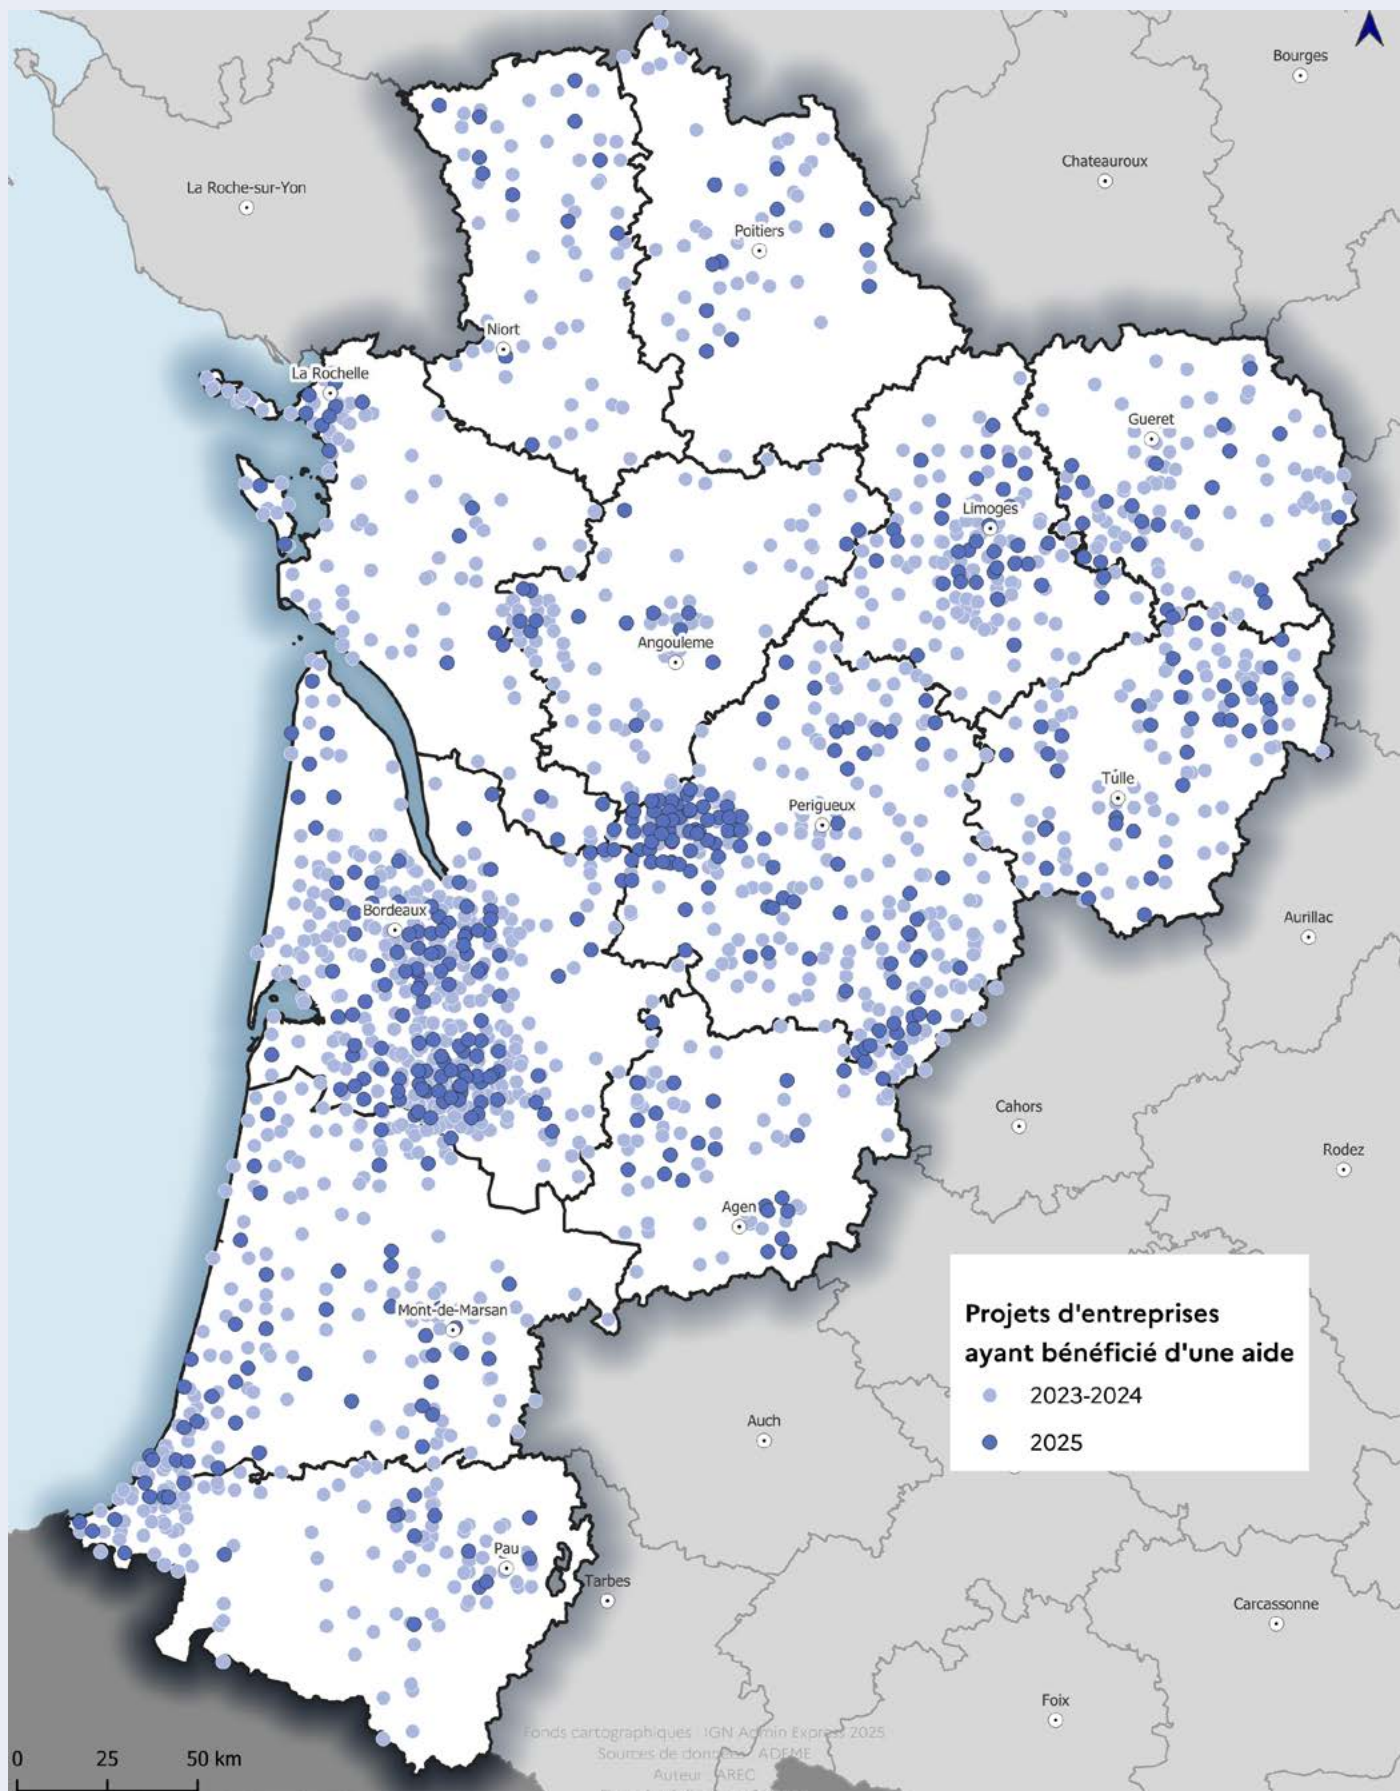 Bourges
Chateauroux
La Roche-sur-Yon
Poitiers
Niort
La Rochelle
Gueret
Limoges
Angouleme
Tulle
Perigueux
Bordeaux
Aurillac
Cahors
Rodez
Agen
Mont-de-Marsan
Projets d'entreprises
ayant bénéficié d'une aide
2023-2024
2025
Auch
Pau
Tarbes
Carcassonne
Foix
Fonds cartographiques : IGN Admin Express 2025
Sources de données : ADEME
Auteur : AREC
0 25 50 km